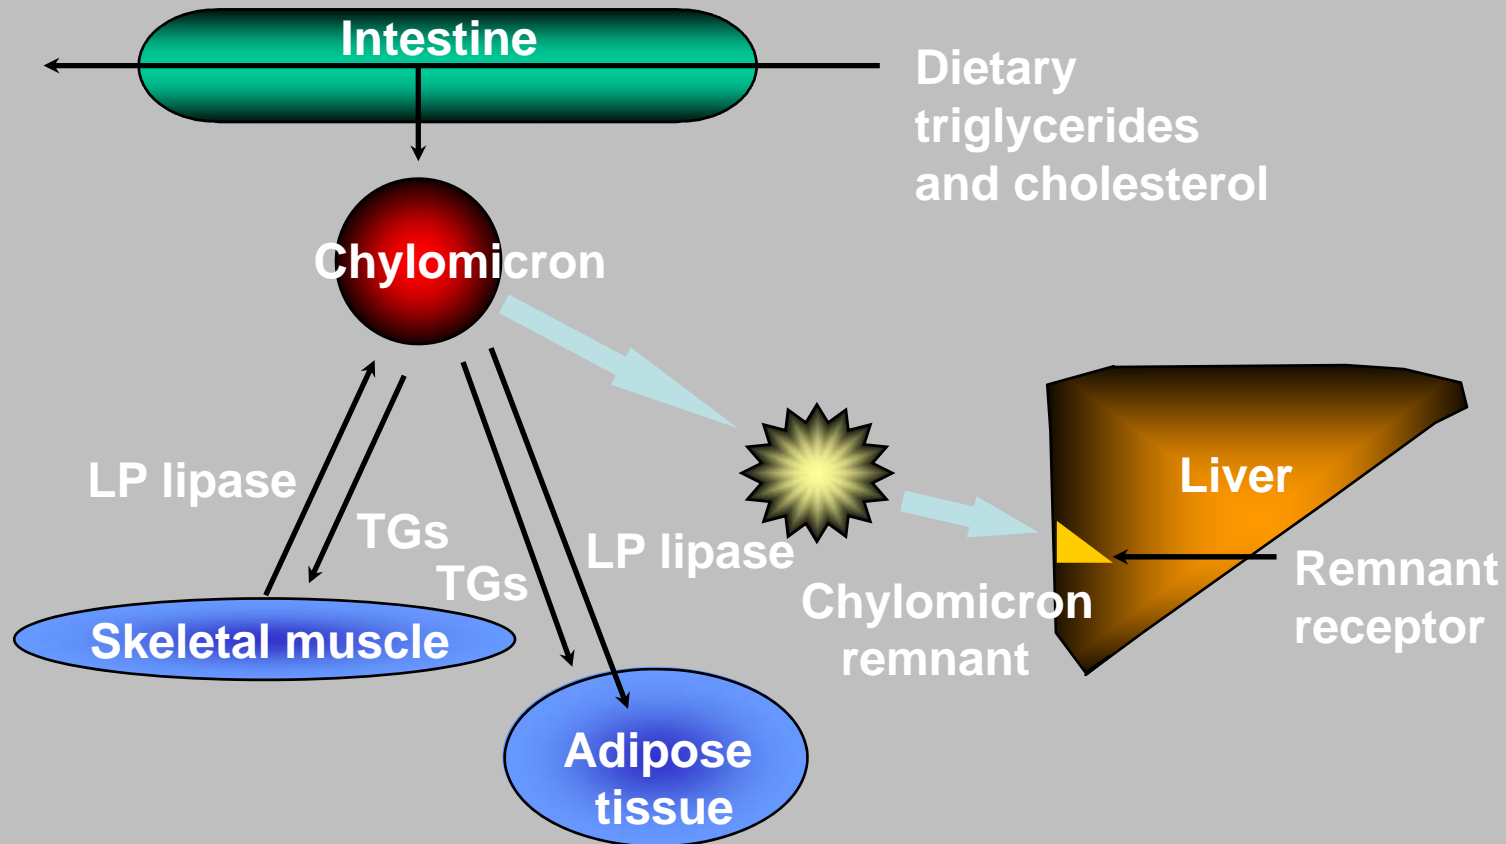 Intestine
Dietary
triglycerides
and cholesterol
Chylomicron
LP lipase
TGs
TGs
LP lipase
Liver
Chylomicron
remnant
Remnant
receptor
Skeletal muscle
Adipose
tissue